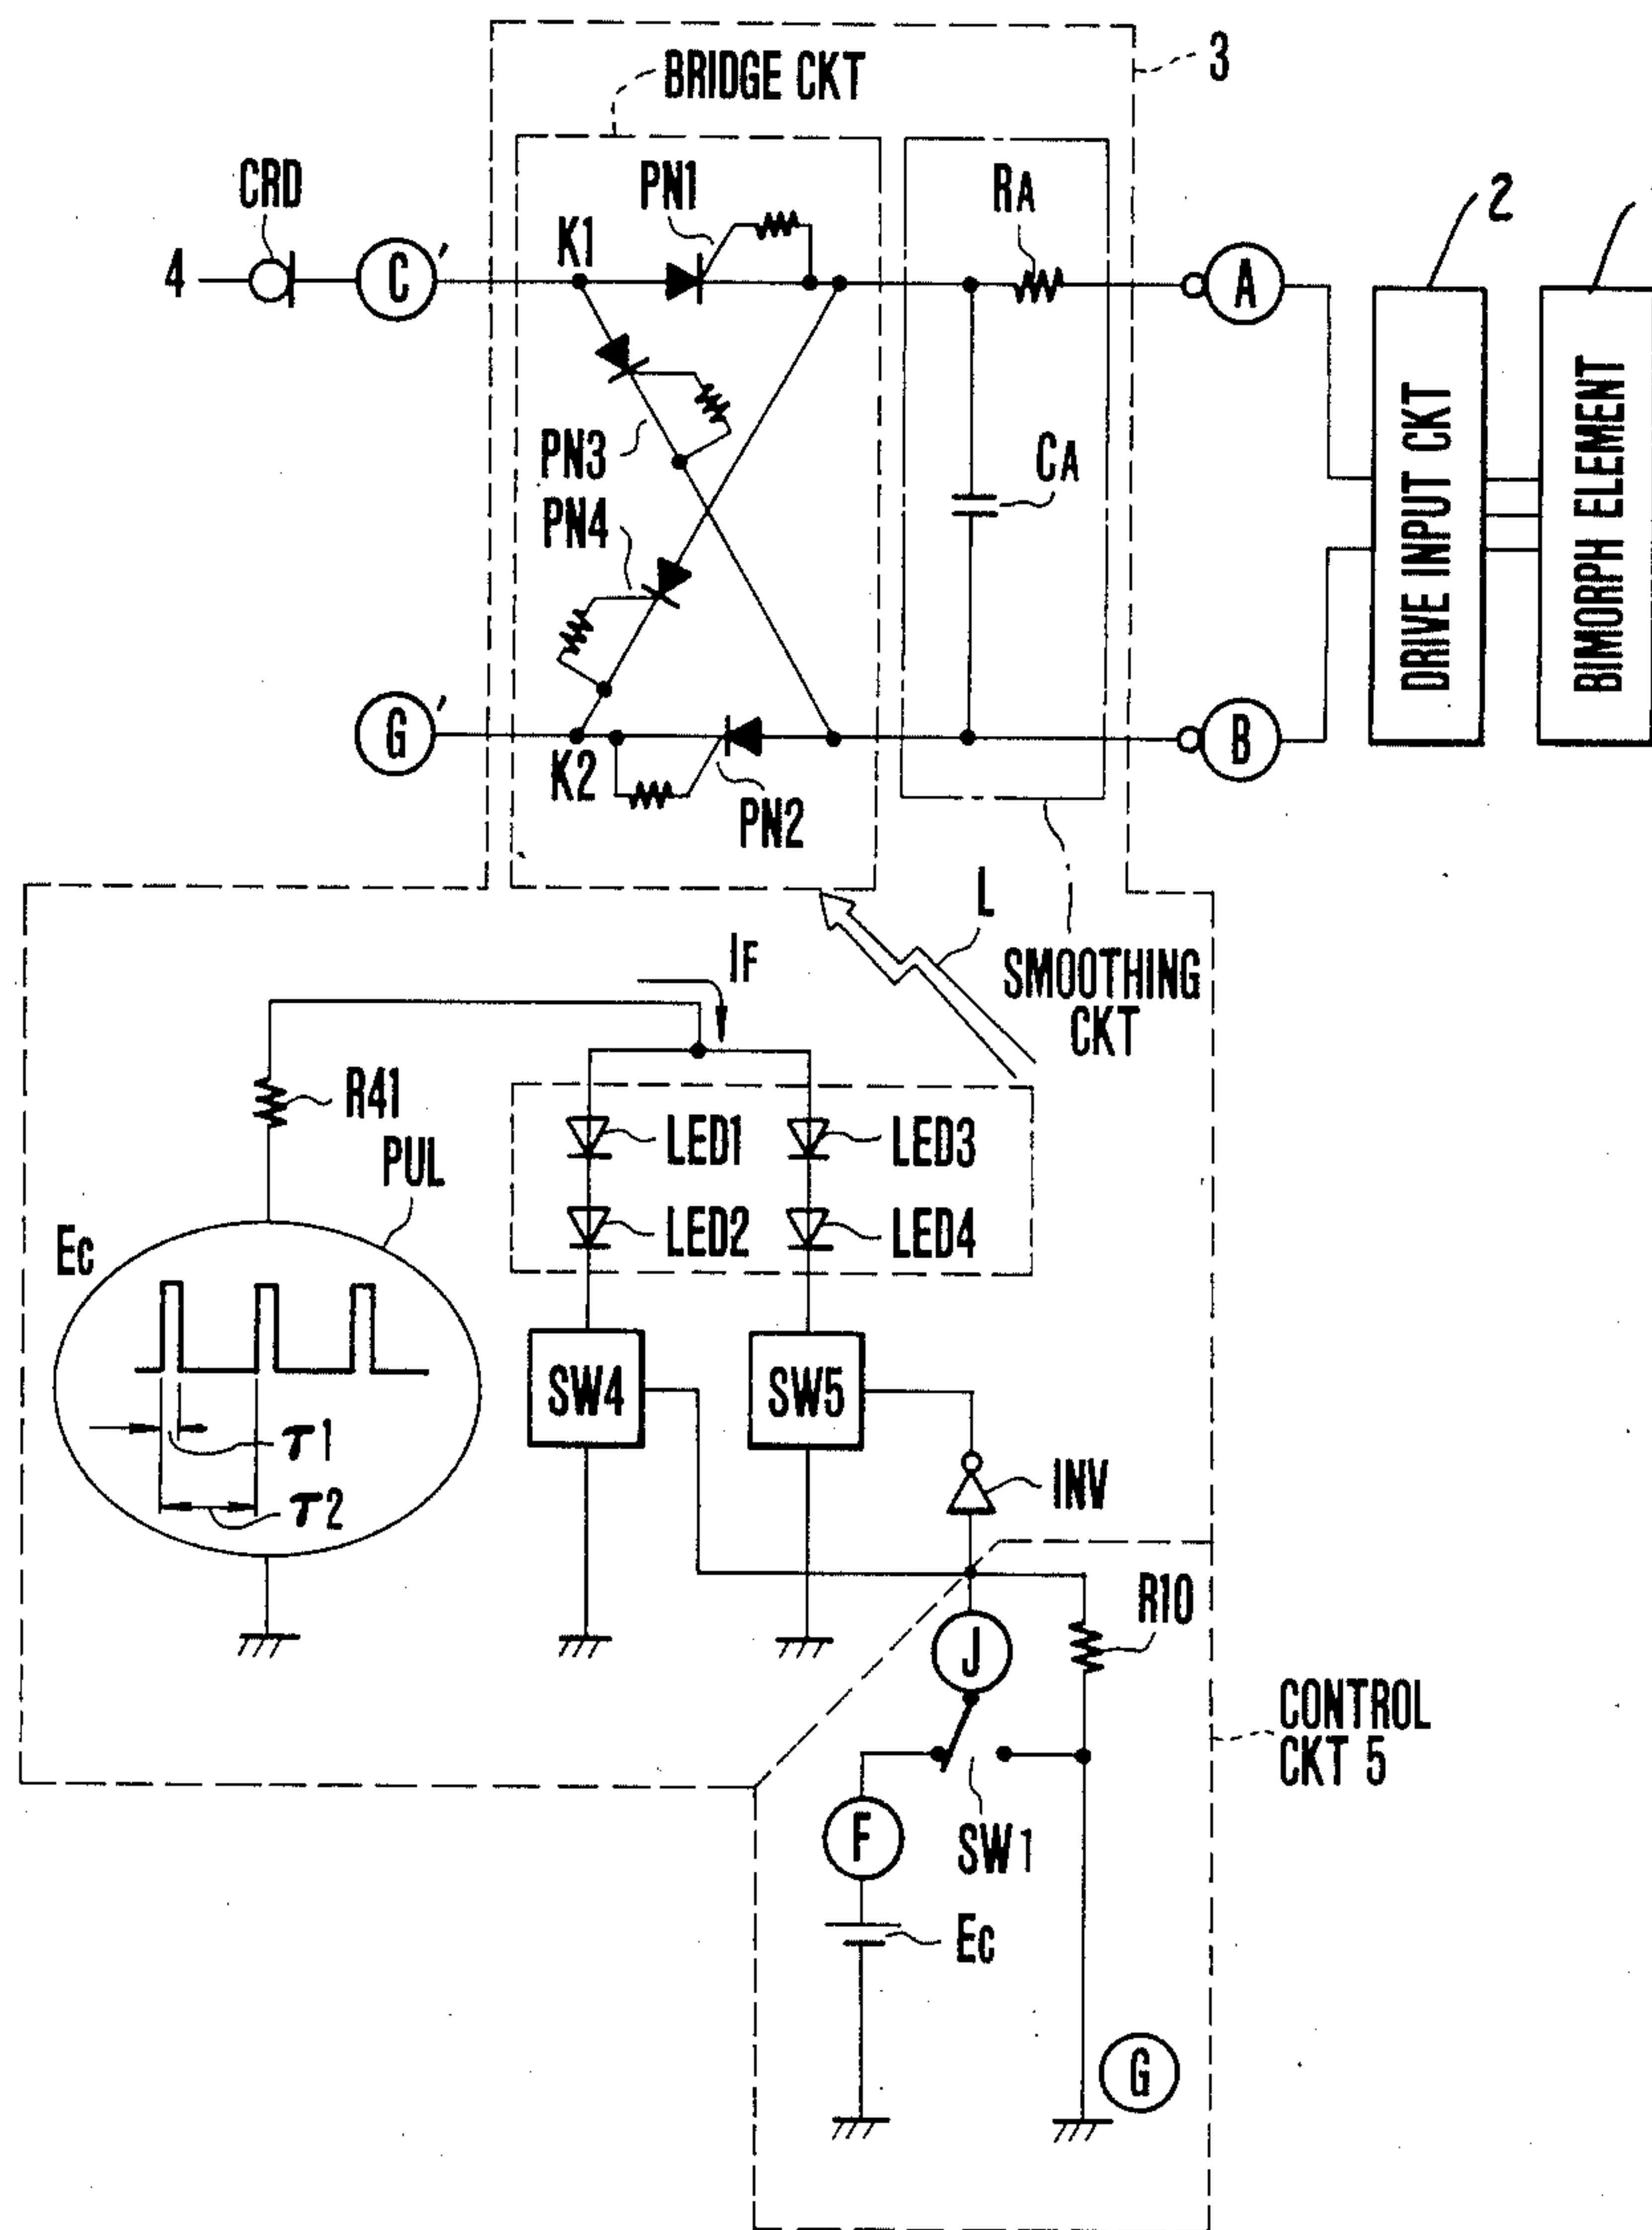 3
BRIDGE CKT
CRD
PN1
RA
2
4
C'
K1
A
PN3
CA
PN4
DRIVE INPUT CKT
BIMORPH ELEMENT
G'
K2
B
PN2
L
IF
SMOOTHING
CKT
R41
LED1
LED3
PUL
LED2
LED4
Ec
SW4
SW5
τ1
INV
τ2
R10
J
CONTROL
CKT 5
F
SW1
Ec
G